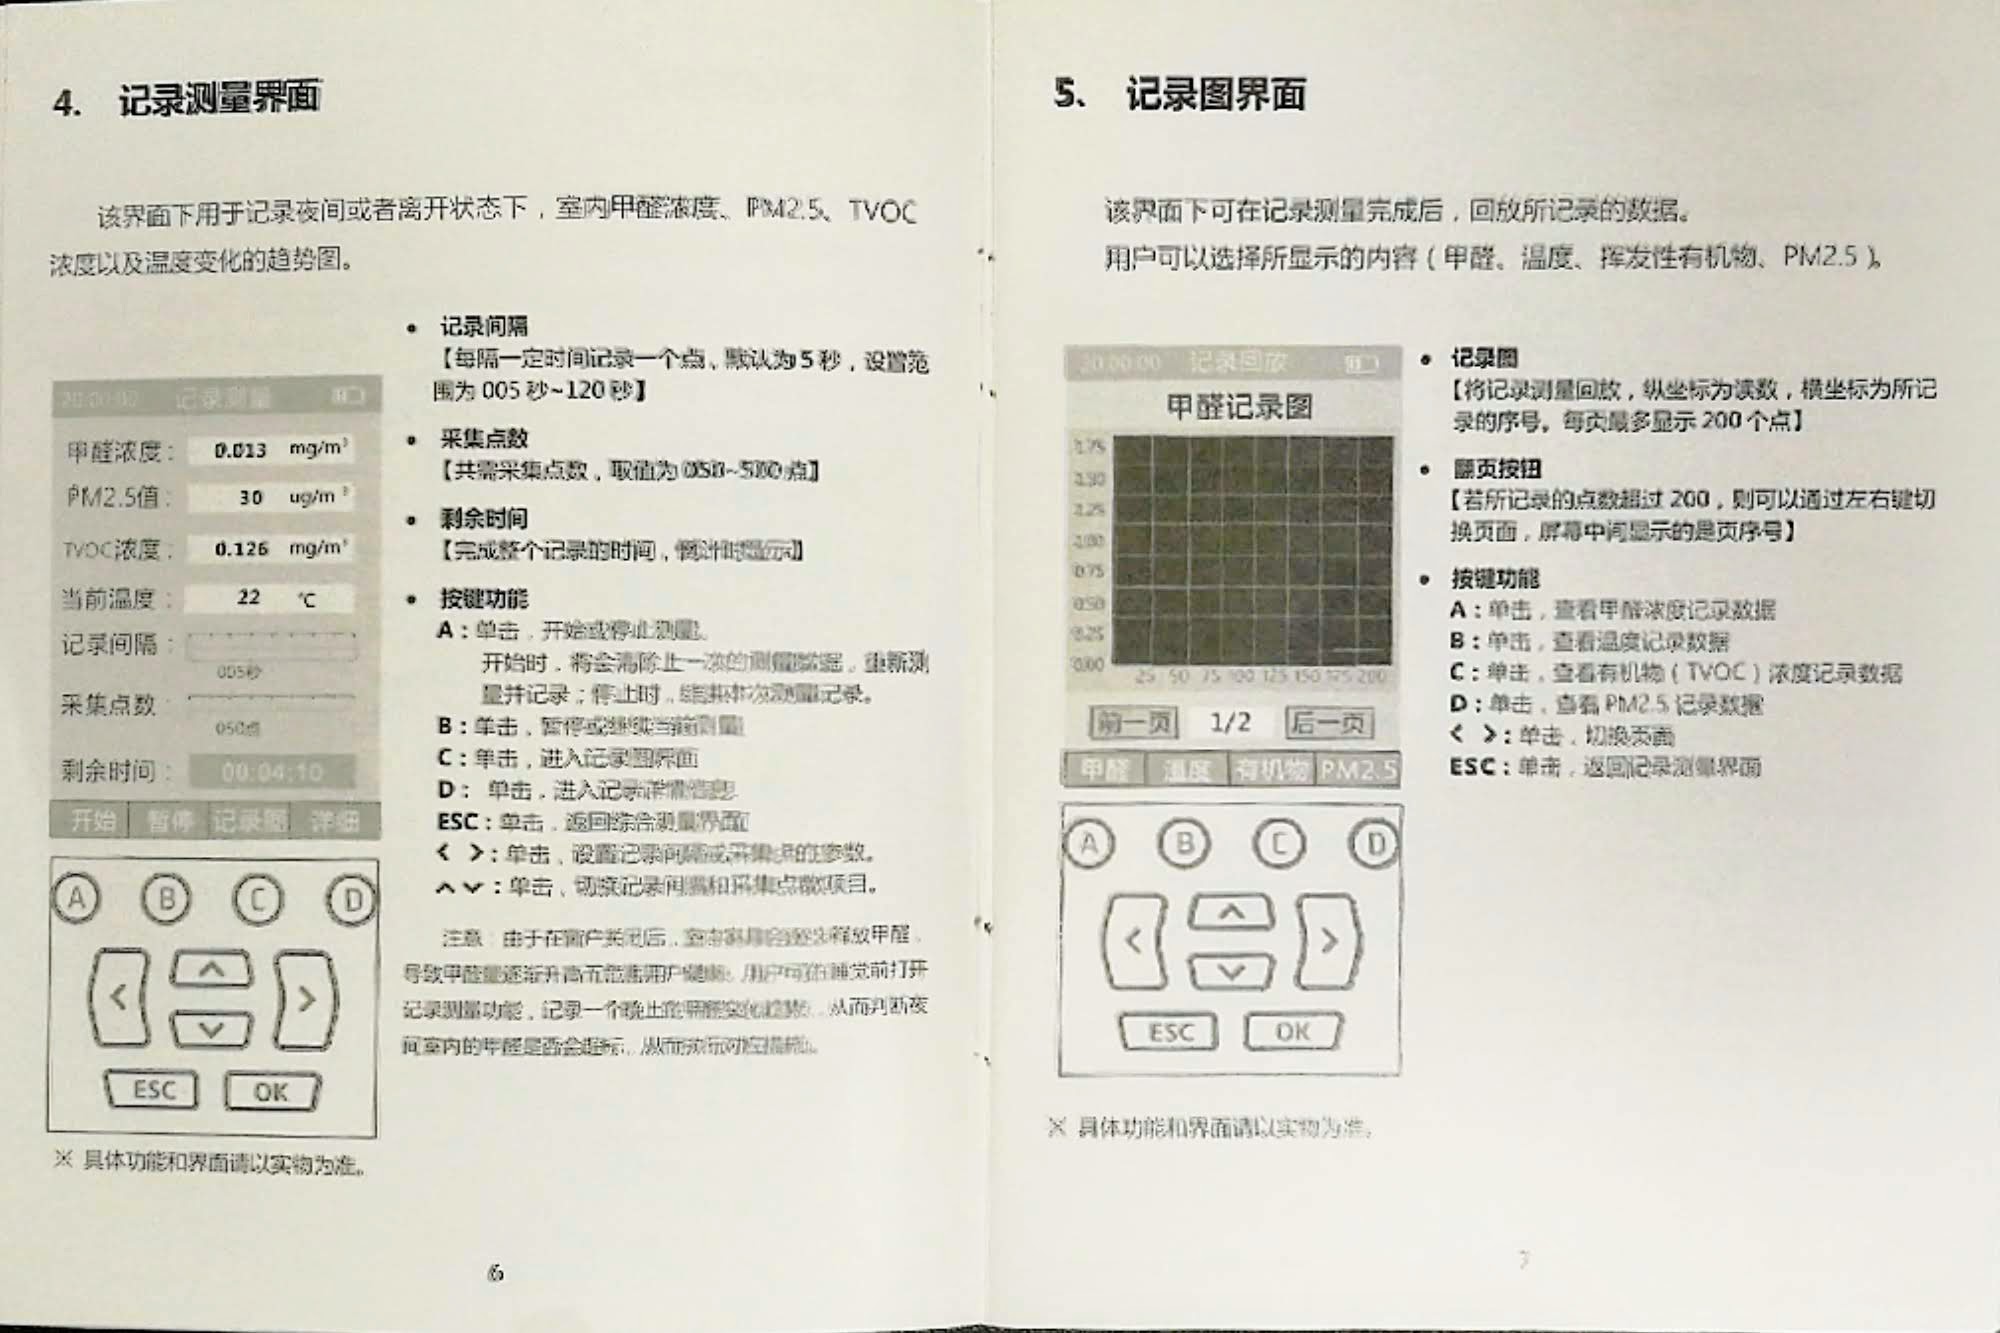 4. 记录测量界面
该界面下用于记录夜间或者离开状态下，室内甲醛浓度、PM2.5、TVOC
浓度以及温度变化的趋势图。
20:00:00 记录测量
甲醛浓度： 0.013 mg/m³
PM2.5值： 30 ug/m³
TVOC浓度： 0.126 mg/m³
当前温度： 22 ℃
记录间隔：
005秒
采集点数：
050点
剩余时间： 00:04:10
开始 暂停 记录图 详细
A B C D
< ∧ >
∨
ESC OK
※ 具体功能和界面请以实物为准。
• 记录间隔
【每隔一定时间记录一个点、默认为5秒，设置范
围为 005 秒~120 秒】
• 采集点数
【共需采集点数，取值为 050~500 点】
• 剩余时间
【完成整个记录的时间，倒计时显示】
• 按键功能
A：单击，开始或停止测量。
开始时，将会清除上一次的测量数据，重新测
量并记录；停止时，结束本次测量记录。
B：单击，暂停或继续当前测量
C：单击，进入记录图界面
D： 单击，进入记录详情信息
ESC：单击，返回综合测量界面
< >：单击，设置记录间隔或采集点的参数。
∧∨：单击，切换记录间隔和采集点数项目。
注意：由于在窗户关闭后，室内家具会释放甲醛，
导致甲醛量逐渐升高而危害用户健康。用户可在睡觉前打开
记录测量功能，记录一个晚上的甲醛变化趋势，从而判断夜
间室内的甲醛是否会超标，从而
6
5、 记录图界面
该界面下可在记录测量完成后，回放所记录的数据。
用户可以选择所显示的内容（甲醛、温度、挥发性有机物、PM2.5）。
20:00:00 记录回放
甲醛记录图
1.75
1.50
1.25
1.00
0.75
0.50
0.25
0.00
25 50 75 100 125 150 175 200
前一页 1/2 后一页
甲醛 温度 有机物 PM2.5
A B C D
< ∧ >
∨
ESC OK
※ 具体功能和界面请以实物为准。
• 记录图
【将记录测量回放，纵坐标为读数，横坐标为所记
录的序号。每页最多显示 200 个点】
• 翻页按钮
【若所记录的点数超过 200，则可以通过左右键切
换页面，屏幕中间显示的是页序号】
• 按键功能
A：单击，查看甲醛浓度记录数据
B：单击，查看温度记录数据
C：单击，查看有机物（TVOC）浓度记录数据
D：单击，查看 PM2.5 记录数据
< >：单击，切换页面
ESC：单击，返回记录测量界面
7